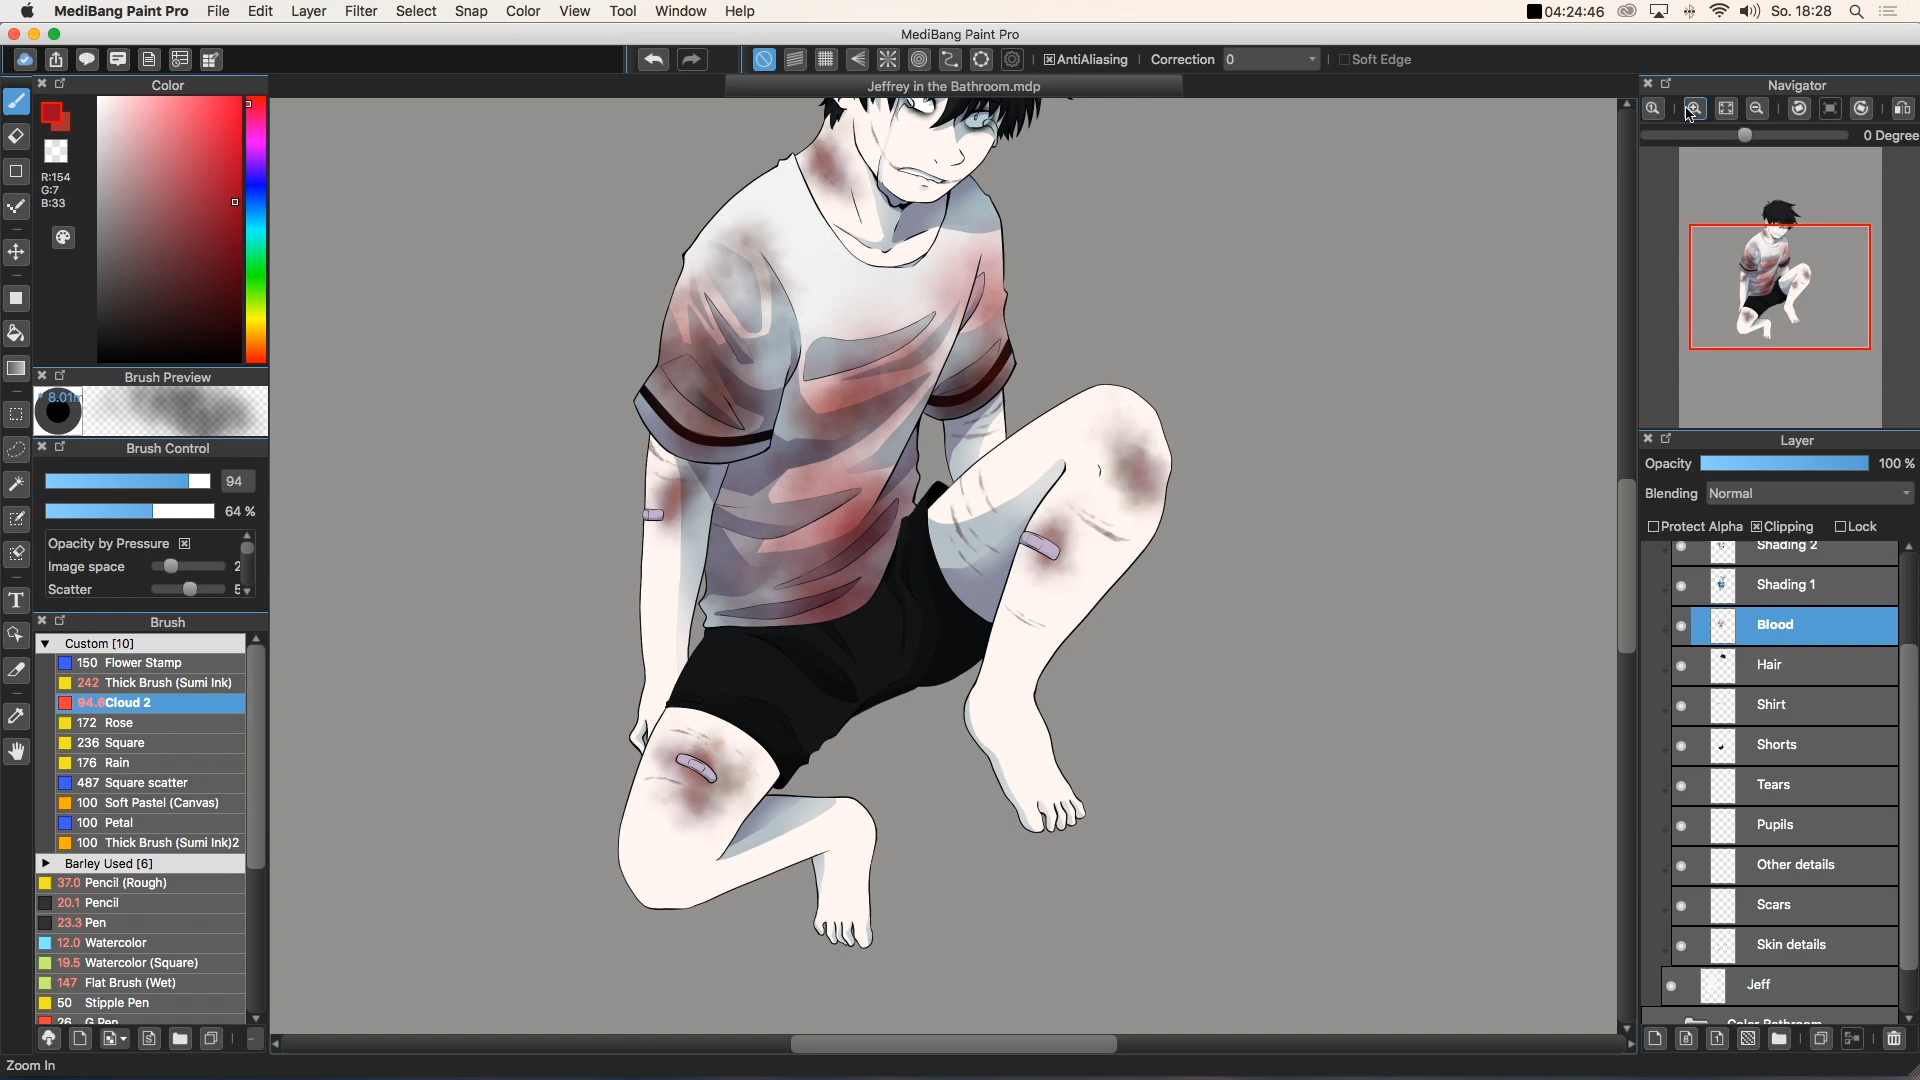 MediBang Paint Pro File Edit Layer Filter Select Snap Color View Tool Window Help 04:24:46 So. 18:28
MediBang Paint Pro
AntiAliasing Correction 0 Soft Edge
Jeffrey in the Bathroom.mdp
Color
R:154
G:7
B:33
Brush Preview
Brush Control
94
64 %
Opacity by Pressure
Image space 2
Scatter
Brush
Custom [10]
150 Flower Stamp
242 Thick Brush (Sumi Ink)
94.6 Cloud 2
172 Rose
236 Square
176 Rain
487 Square scatter
100 Soft Pastel (Canvas)
100 Petal
100 Thick Brush (Sumi Ink)2
Barley Used [6]
37.0 Pencil (Rough)
20.1 Pencil
23.3 Pen
12.0 Watercolor
19.5 Watercolor (Square)
147 Flat Brush (Wet)
50 Stipple Pen
26 G Pen
Zoom In
Navigator
0 Degree
Layer
Opacity 100 %
Blending Normal
Protect Alpha Clipping Lock
Shading 2
Shading 1
Blood
Hair
Shirt
Shorts
Tears
Pupils
Other details
Scars
Skin details
Jeff
Color Bathroom